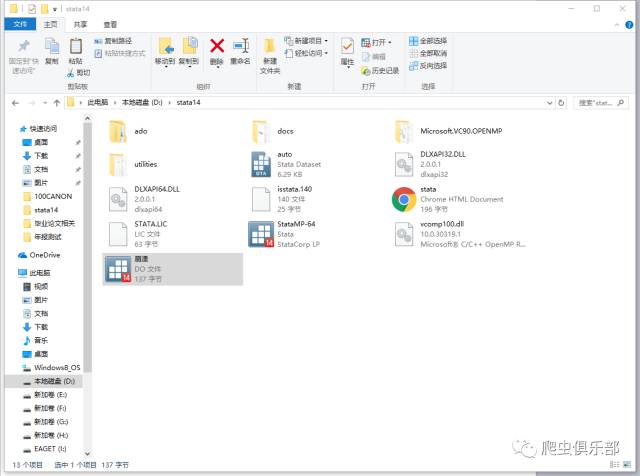 stata14
文件
主页
共享
查看
固定到"快
速访问"
复制
粘贴
复制路径
粘贴快捷方式
剪切
剪贴板
移动到
复制到
删除
重命名
组织
新建
文件夹
新建项目
轻松访问
新建
属性
打开
编辑
历史记录
打开
全部选择
全部取消
反向选择
选择
此电脑 > 本地磁盘 (D:) > stata14
搜索"stat...
快速访问
桌面
下载
文档
图片
100CANON
stata14
毕业论文相关
年报测试
OneDrive
此电脑
视频
图片
文档
下载
音乐
桌面
Windows8_OS
本地磁盘 (D:)
新加卷 (E:)
新加卷 (F:)
新加卷 (G:)
新加卷 (H:)
EAGET (I:)
ado
docs
Microsoft.VC90.OPENMP
utilities
auto
Stata Dataset
6.29 KB
DLXAPI32.DLL
2.0.0.1
dlxapi32
DLXAPI64.DLL
2.0.0.1
dlxapi64
isstata.140
140 文件
25 字节
stata
Chrome HTML Document
196 字节
STATA.LIC
LIC 文件
63 字节
StataMP-64
Stata
StataCorp LP
vcomp100.dll
10.0.30319.1
Microsoft® C/C++ OpenMP R...
DO 文件
137 字节
13 个项目
选中 1 个项目 137 字节
爬虫俱乐部